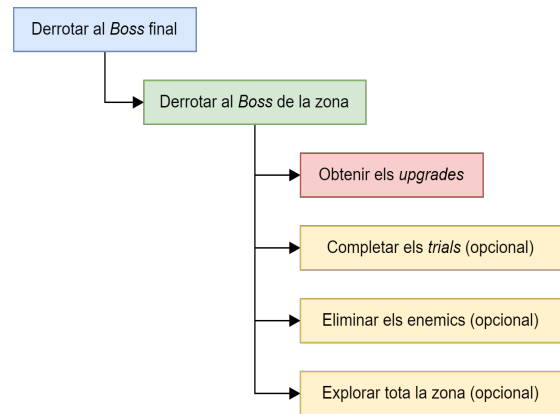 Derrotar al Boss final
Derrotar al Boss de la zona
Obtenir els upgrades
Completar els trials (opcional)
Eliminar els enemics (opcional)
Explorar tota la zona (opcional)